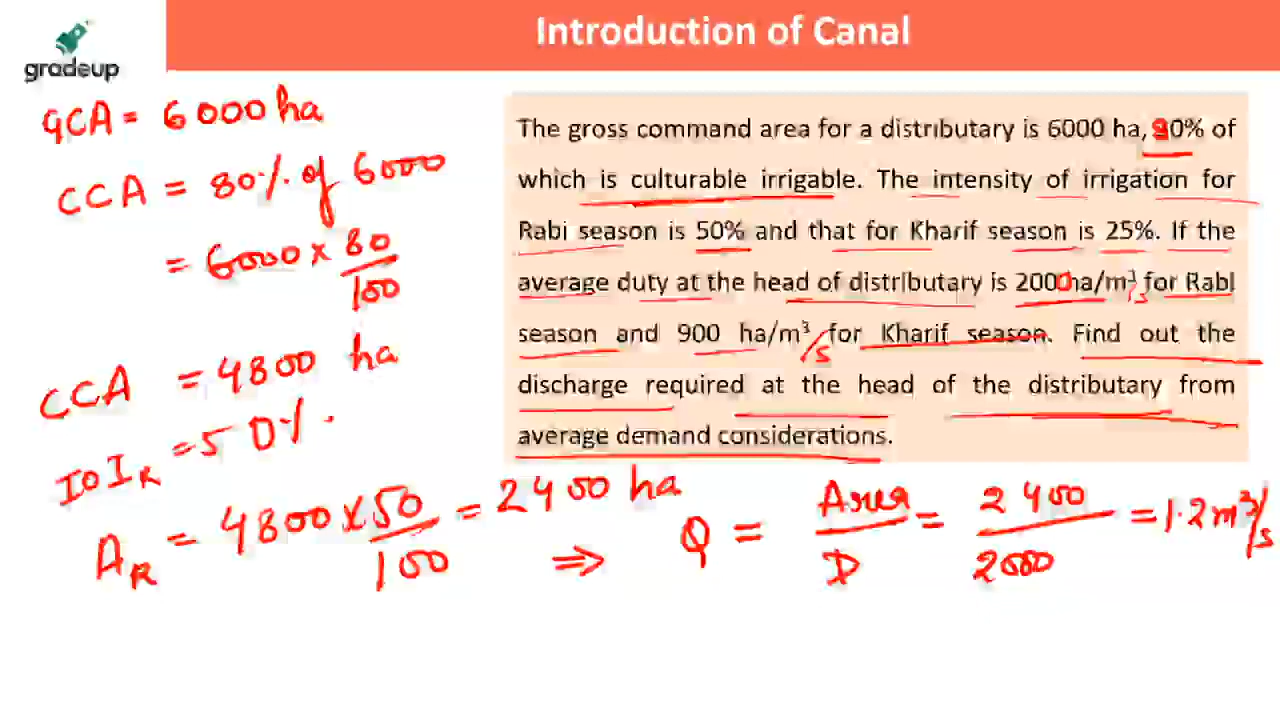 Introduction of Canal
gradeup
GCA = 6000 ha
CCA = 80% of 6000
= 6000 × 80/100
CCA = 4800 ha
IOI_R = 50%.
A_R = 4800 × 50/100 = 2400 ha
The gross command area for a distributary is 6000 ha, 80% of
which is culturable irrigable. The intensity of irrigation for
Rabi season is 50% and that for Kharif season is 25%. If the
average duty at the head of distributary is 2000ha/m³/s for Rabi
season and 900 ha/m³/s for Kharif season. Find out the
discharge required at the head of the distributary from
average demand considerations.
⇒ Q = Area/D = 2400/2000 = 1.2 m³/s